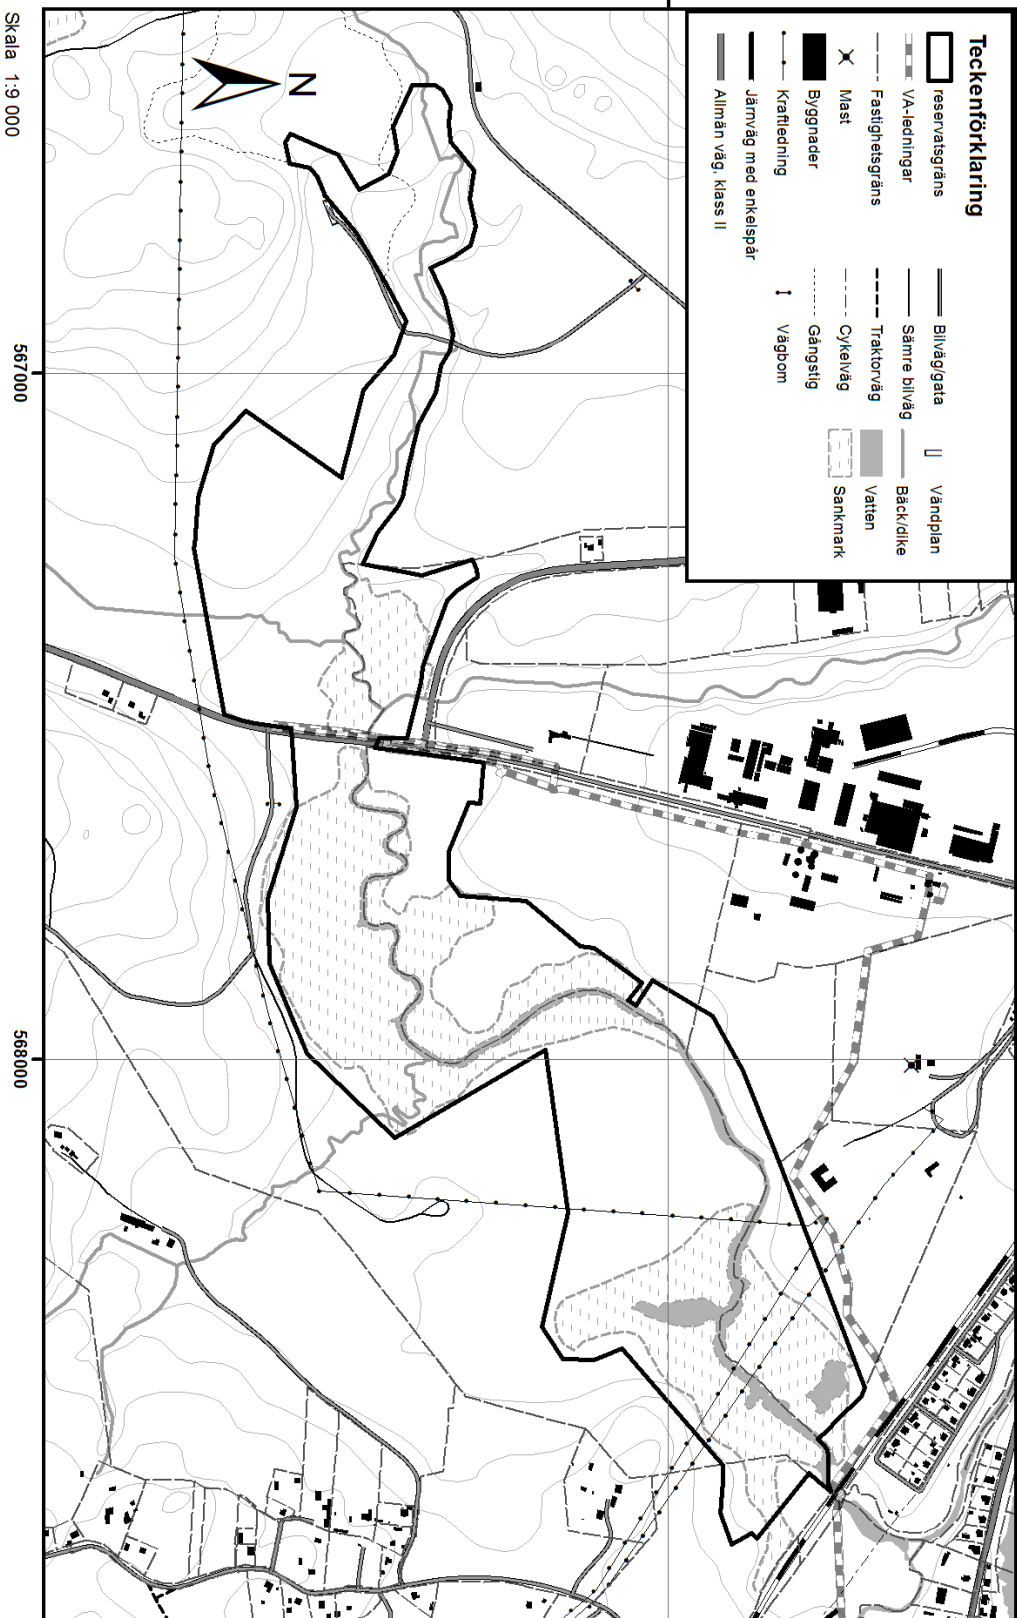 Teckenförklaring
reservatsgräns
VA-ledningar
Fastighetsgräns
Mast
Byggnader
Kraftledning
Järnväg med enkelspår
Allmän väg, klass II
Bilväg/gata
Sämre bilväg
Traktorväg
Cykelväg
Gångstig
Vägbom
Vändplan
Bäck/dike
Vatten
Sankmark
N
567000
568000
Skala 1:9 000